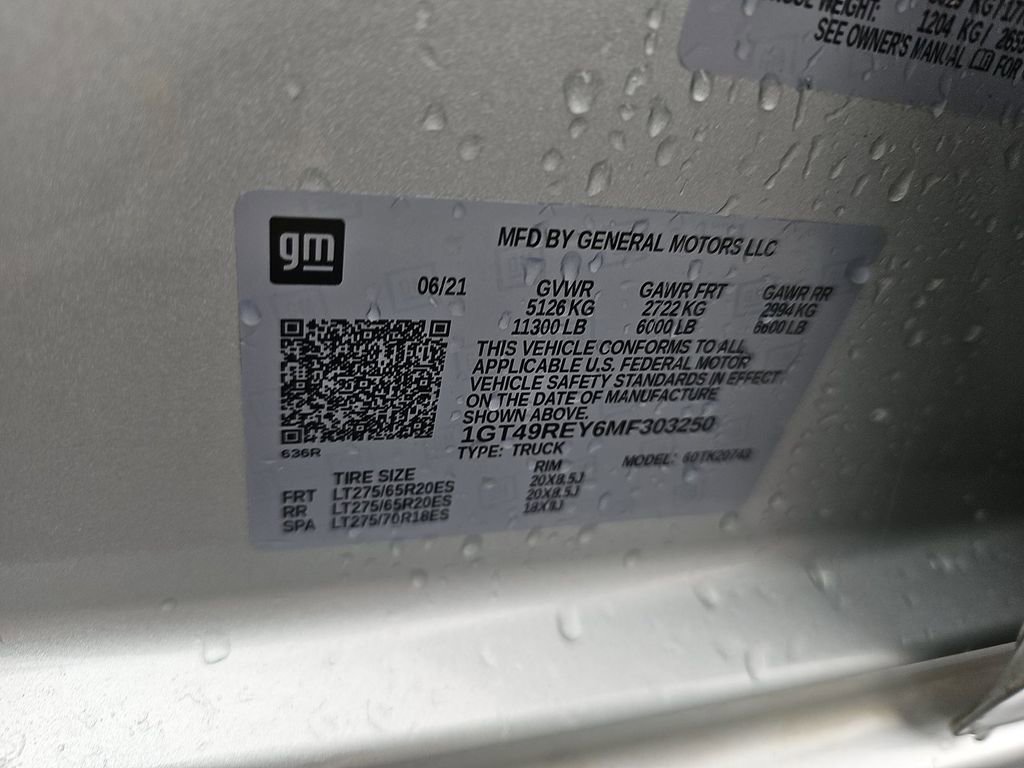 WEIGHT:
1204 KG/
SEE OWNER'S MANUAL FOR
gm
MFD BY GENERAL MOTORS LLC
06/21 GVWR GAWR FRT GAWR RR
5126 KG 2722 KG 2994 KG
11300 LB 6000 LB 6600 LB
THIS VEHICLE CONFORMS TO ALL
APPLICABLE U.S. FEDERAL MOTOR
VEHICLE SAFETY STANDARDS IN EFFECT
ON THE DATE OF MANUFACTURE
SHOWN ABOVE.
1GT49REY6MF303250
636R
TYPE: TRUCK MODEL: 60TK20743
TIRE SIZE RIM
FRT LT275/65R20ES 20X8.5J
RR LT275/65R20ES 20X8.5J
SPA LT275/70R18ES 18X8J